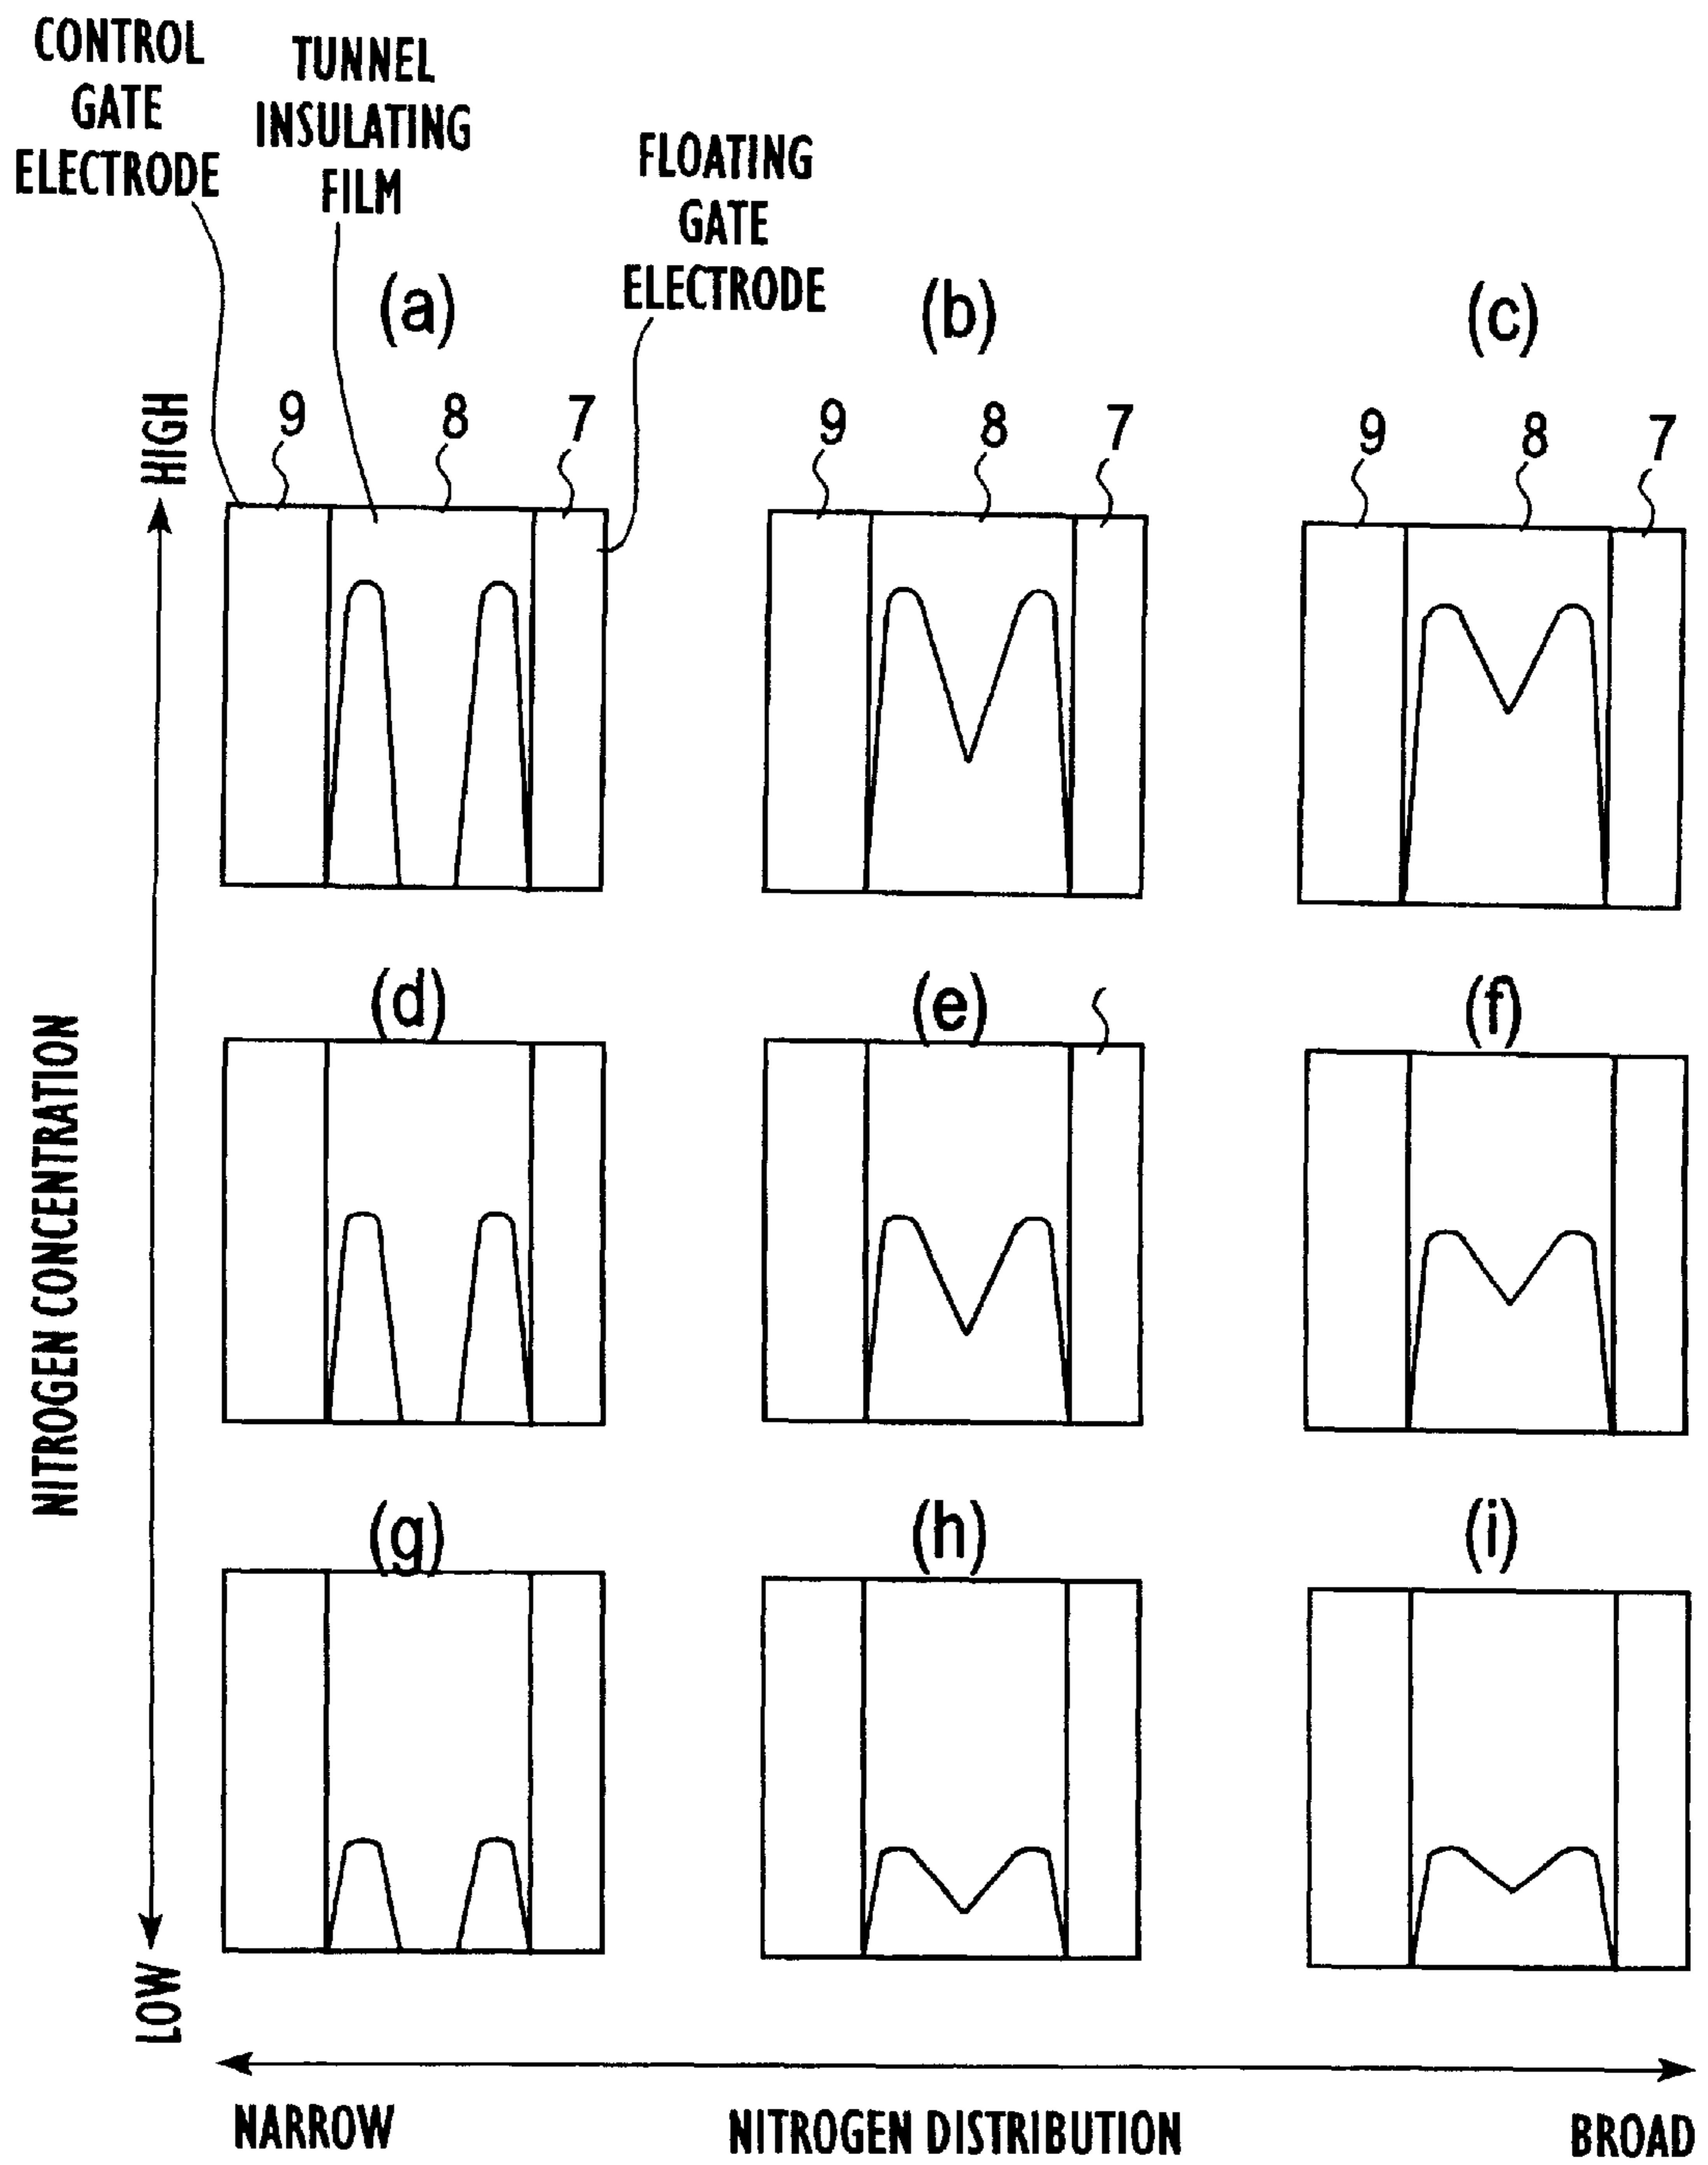 CONTROL
GATE
ELECTRODE
TUNNEL
INSULATING
FILM
FLOATING
GATE
ELECTRODE
(a)
(b)
(c)
HIGH
9
8
7
9
8
7
9
8
7
(d)
(e)
(f)
NITROGEN CONCENTRATION
(g)
(h)
(i)
LOW
NARROW
NITROGEN DISTRIBUTION
BROAD